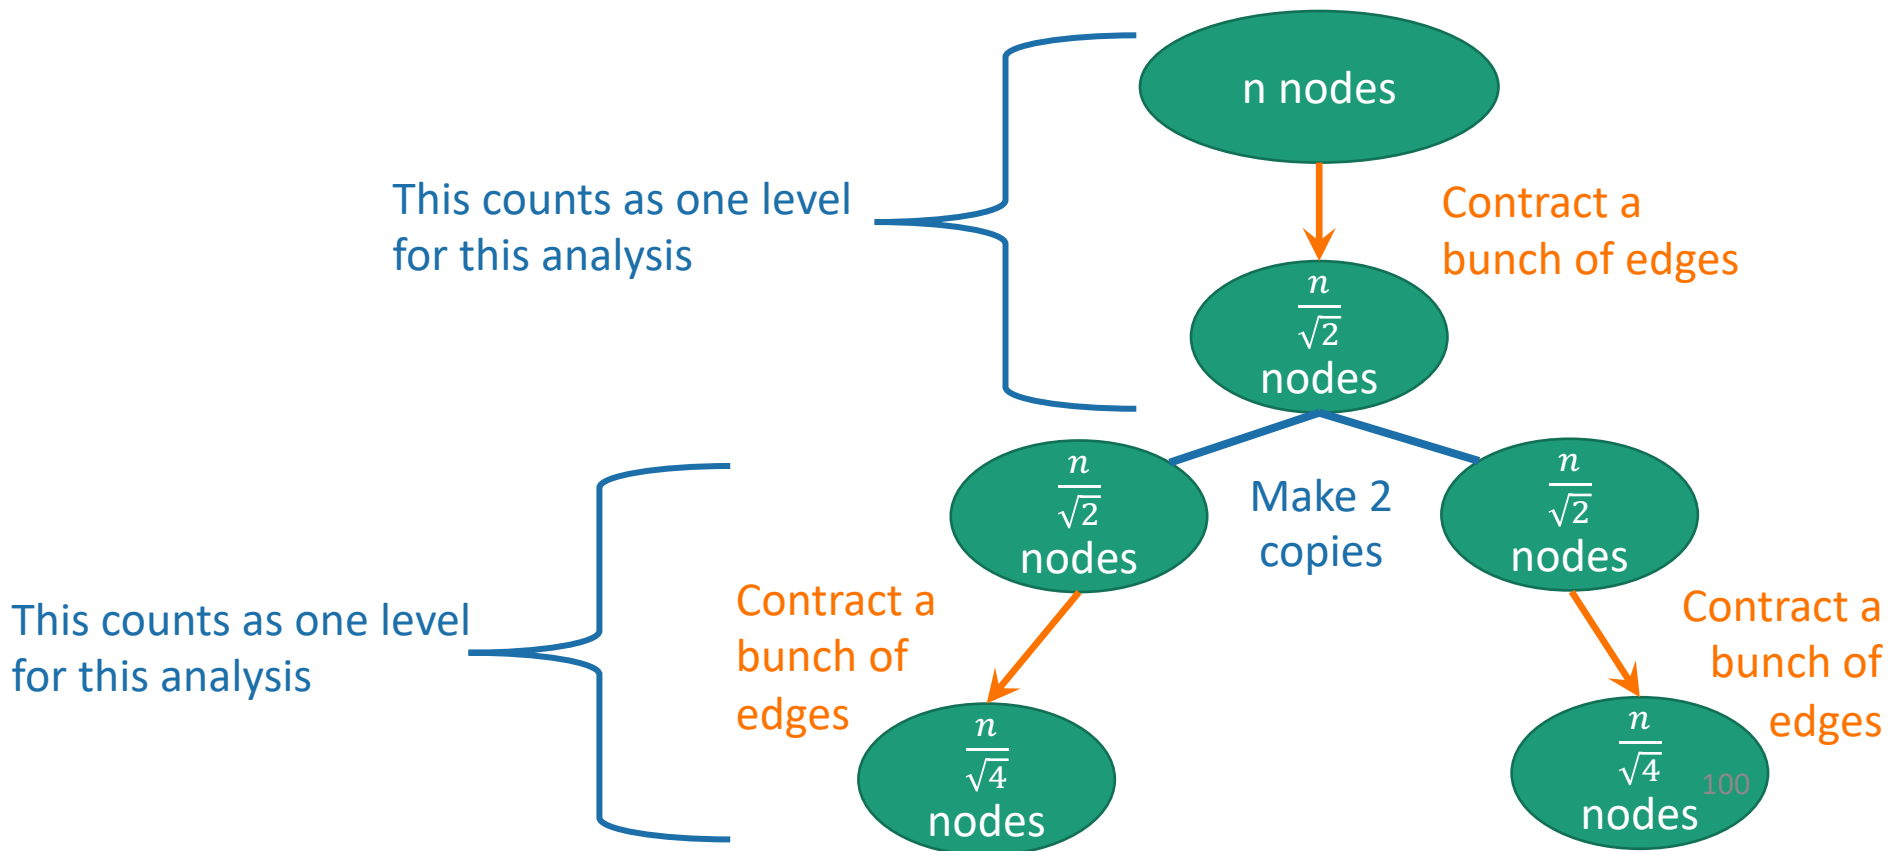 n nodes
This counts as one level
for this analysis
Contract a
bunch of edges
n/√2
nodes
n/√2
nodes
Make 2
copies
n/√2
nodes
This counts as one level
for this analysis
Contract a
bunch of
edges
Contract a
bunch of
edges
n/√4
nodes
n/√4
nodes
100